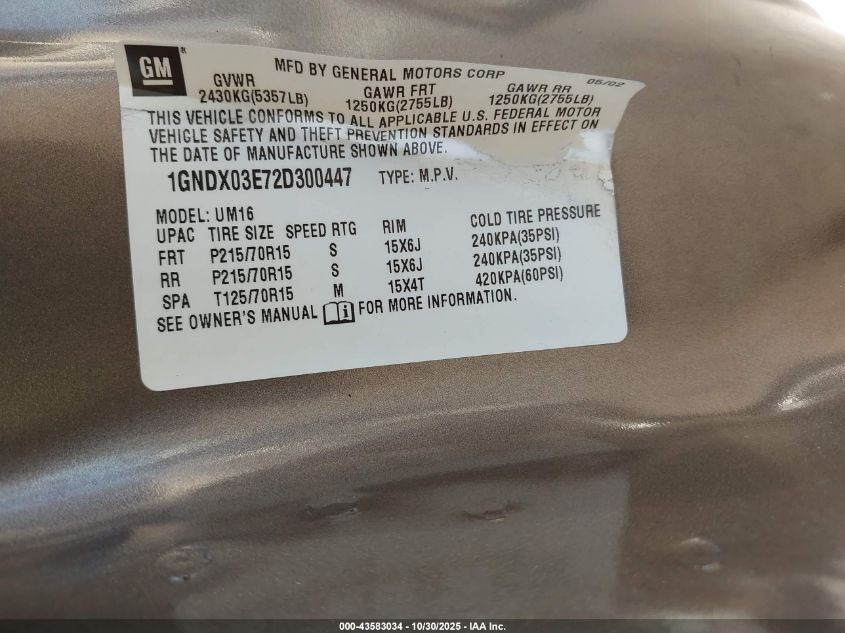 GM ®
MFD BY GENERAL MOTORS CORP 05/02
GVWR GAWR FRT GAWR RR
2430KG(5357LB) 1250KG(2755LB) 1250KG(2755LB)
THIS VEHICLE CONFORMS TO ALL APPLICABLE U.S. FEDERAL MOTOR
VEHICLE SAFETY AND THEFT PREVENTION STANDARDS IN EFFECT ON
THE DATE OF MANUFACTURE SHOWN ABOVE.
1GNDX03E72D300447 TYPE: M.P.V.
MODEL: UM16
UPAC TIRE SIZE SPEED RTG RIM COLD TIRE PRESSURE
FRT P215/70R15 S 15X6J 240KPA(35PSI)
RR P215/70R15 S 15X6J 240KPA(35PSI)
SPA T125/70R15 M 15X4T 420KPA(60PSI)
SEE OWNER'S MANUAL FOR MORE INFORMATION.
000-43583034 - 10/30/2025 - IAA Inc.